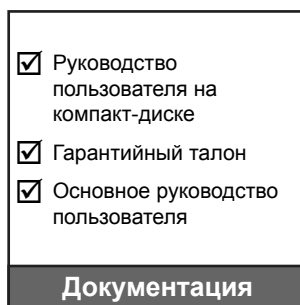 Руководство
пользователя на
компакт-диске
Гарантийный талон
Основное руководство
пользователя
Документация